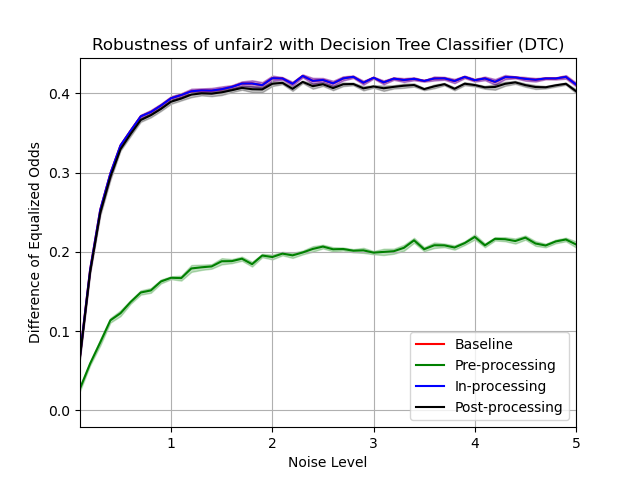 Robustness of unfair2 with Decision Tree Classifier (DTC)
Difference of Equalized Odds
0.4
0.3
0.2
0.1
0.0
Baseline
Pre-processing
In-processing
Post-processing
1 2 3 4 5
Noise Level